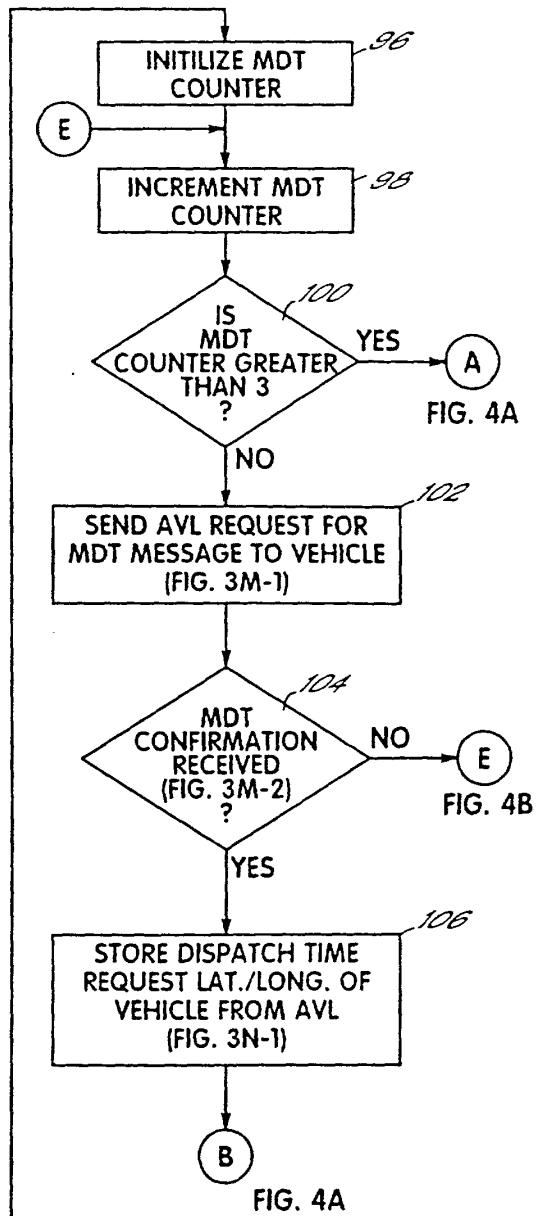 96
INITILIZE MDT
COUNTER
E
98
INCREMENT MDT
COUNTER
100
IS
MDT
COUNTER GREATER
THAN 3
?
YES
A
FIG. 4A
NO
102
SEND AVL REQUEST FOR
MDT MESSAGE TO VEHICLE
(FIG. 3M-1)
104
MDT
CONFIRMATION
RECEIVED
(FIG. 3M-2)
?
NO
E
FIG. 4B
YES
106
STORE DISPATCH TIME
REQUEST LAT./LONG. OF
VEHICLE FROM AVL
(FIG. 3N-1)
B
FIG. 4A